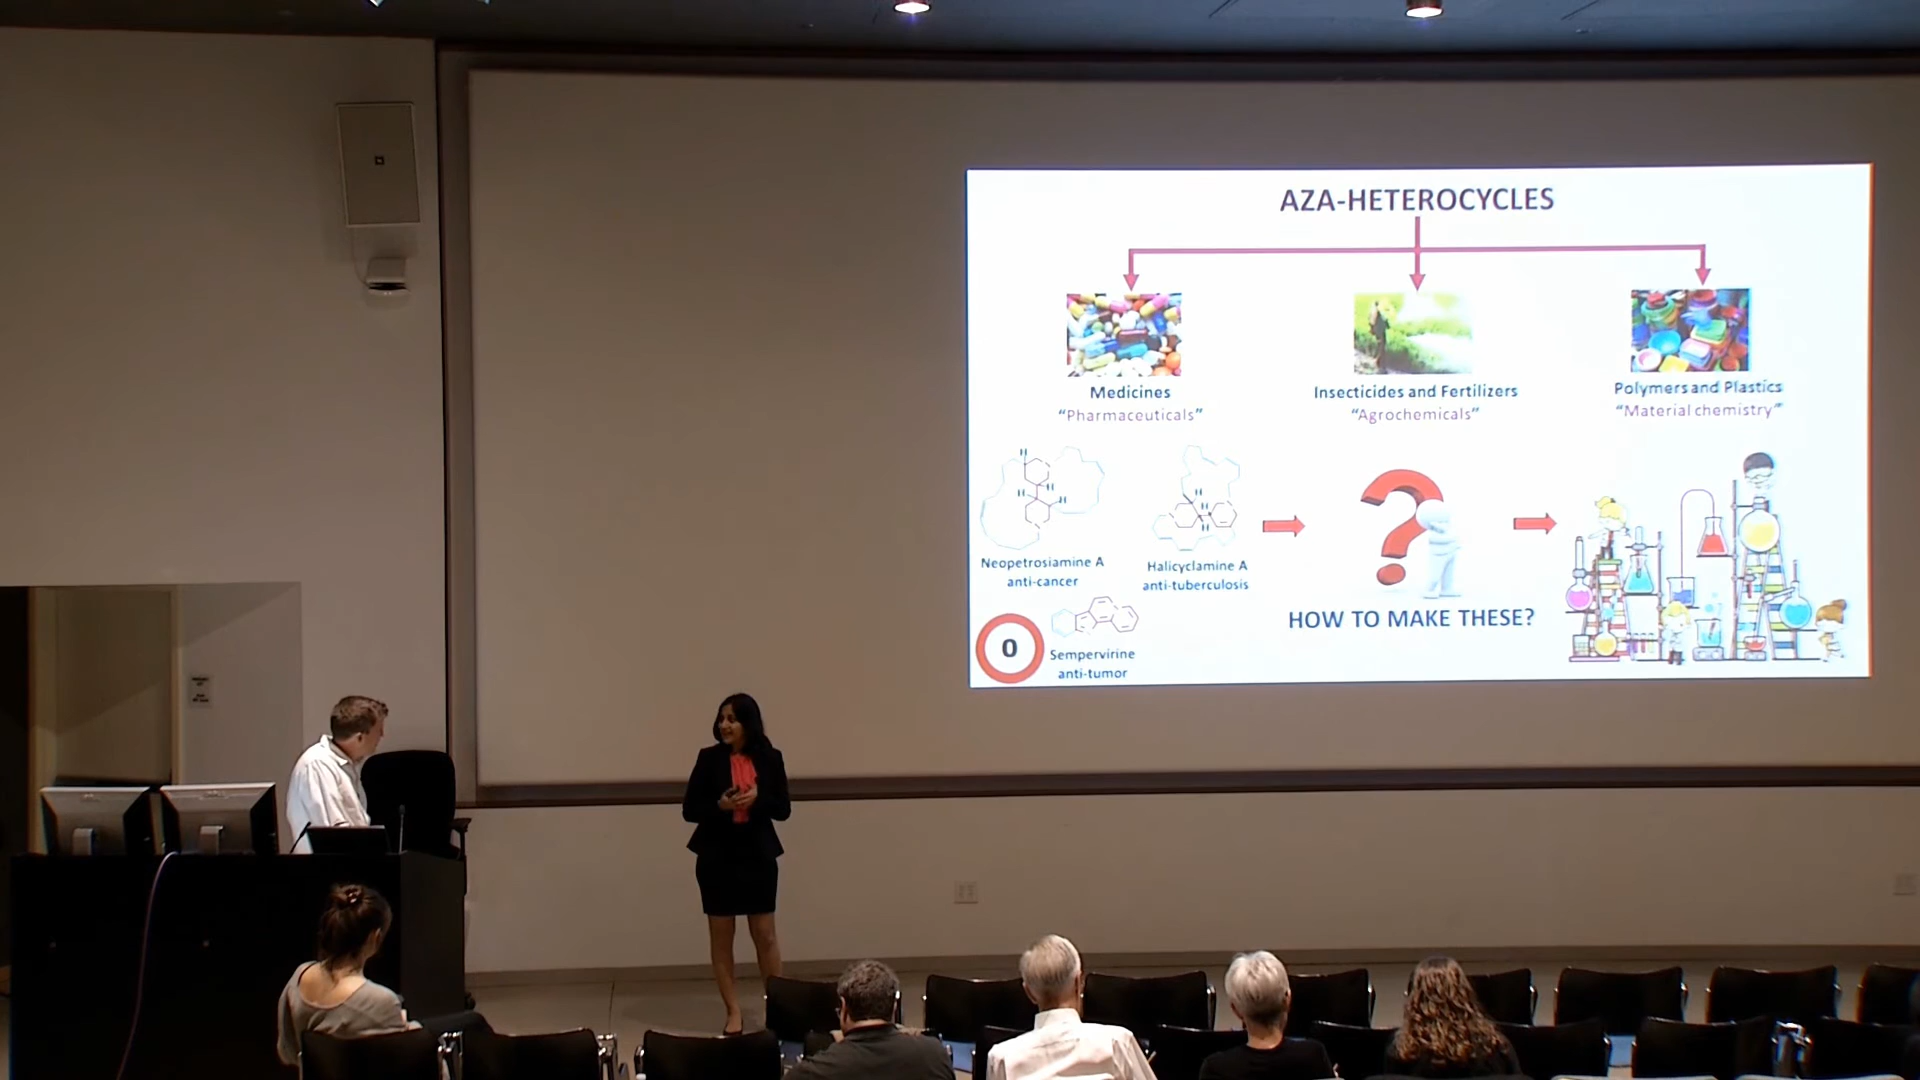 AZA-HETEROCYCLES
Medicines
"Pharmaceuticals"
Insecticides and Fertilizers
"Agrochemicals"
Polymers and Plastics
"Material chemistry"
H
H
H
H
H
H
H
Neopetrosiamine A
anti-cancer
Halicyclamine A
anti-tuberculosis
HOW TO MAKE THESE?
0
Sempervirine
anti-tumor